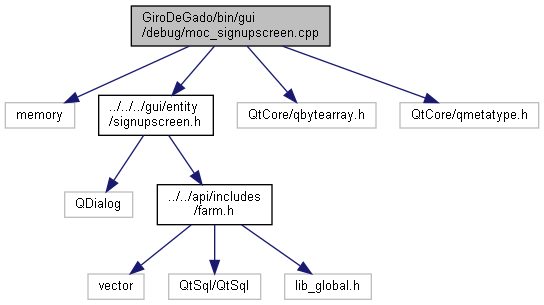 GiroDeGado/bin/gui
/debug/moc_signupscreen.cpp
memory
../../../gui/entity
/signupscreen.h
QtCore/qbytearray.h
QtCore/qmetatype.h
QDialog
../../api/includes
/farm.h
vector
QtSql/QtSql
lib_global.h